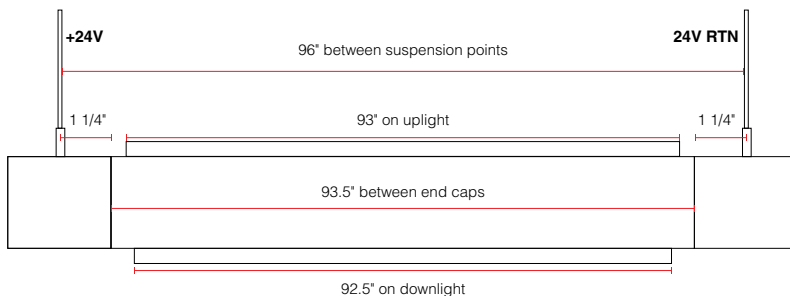 +24V
24V RTN
96" between suspension points
1 1/4"
93" on uplight
1 1/4"
93.5" between end caps
92.5" on downlight